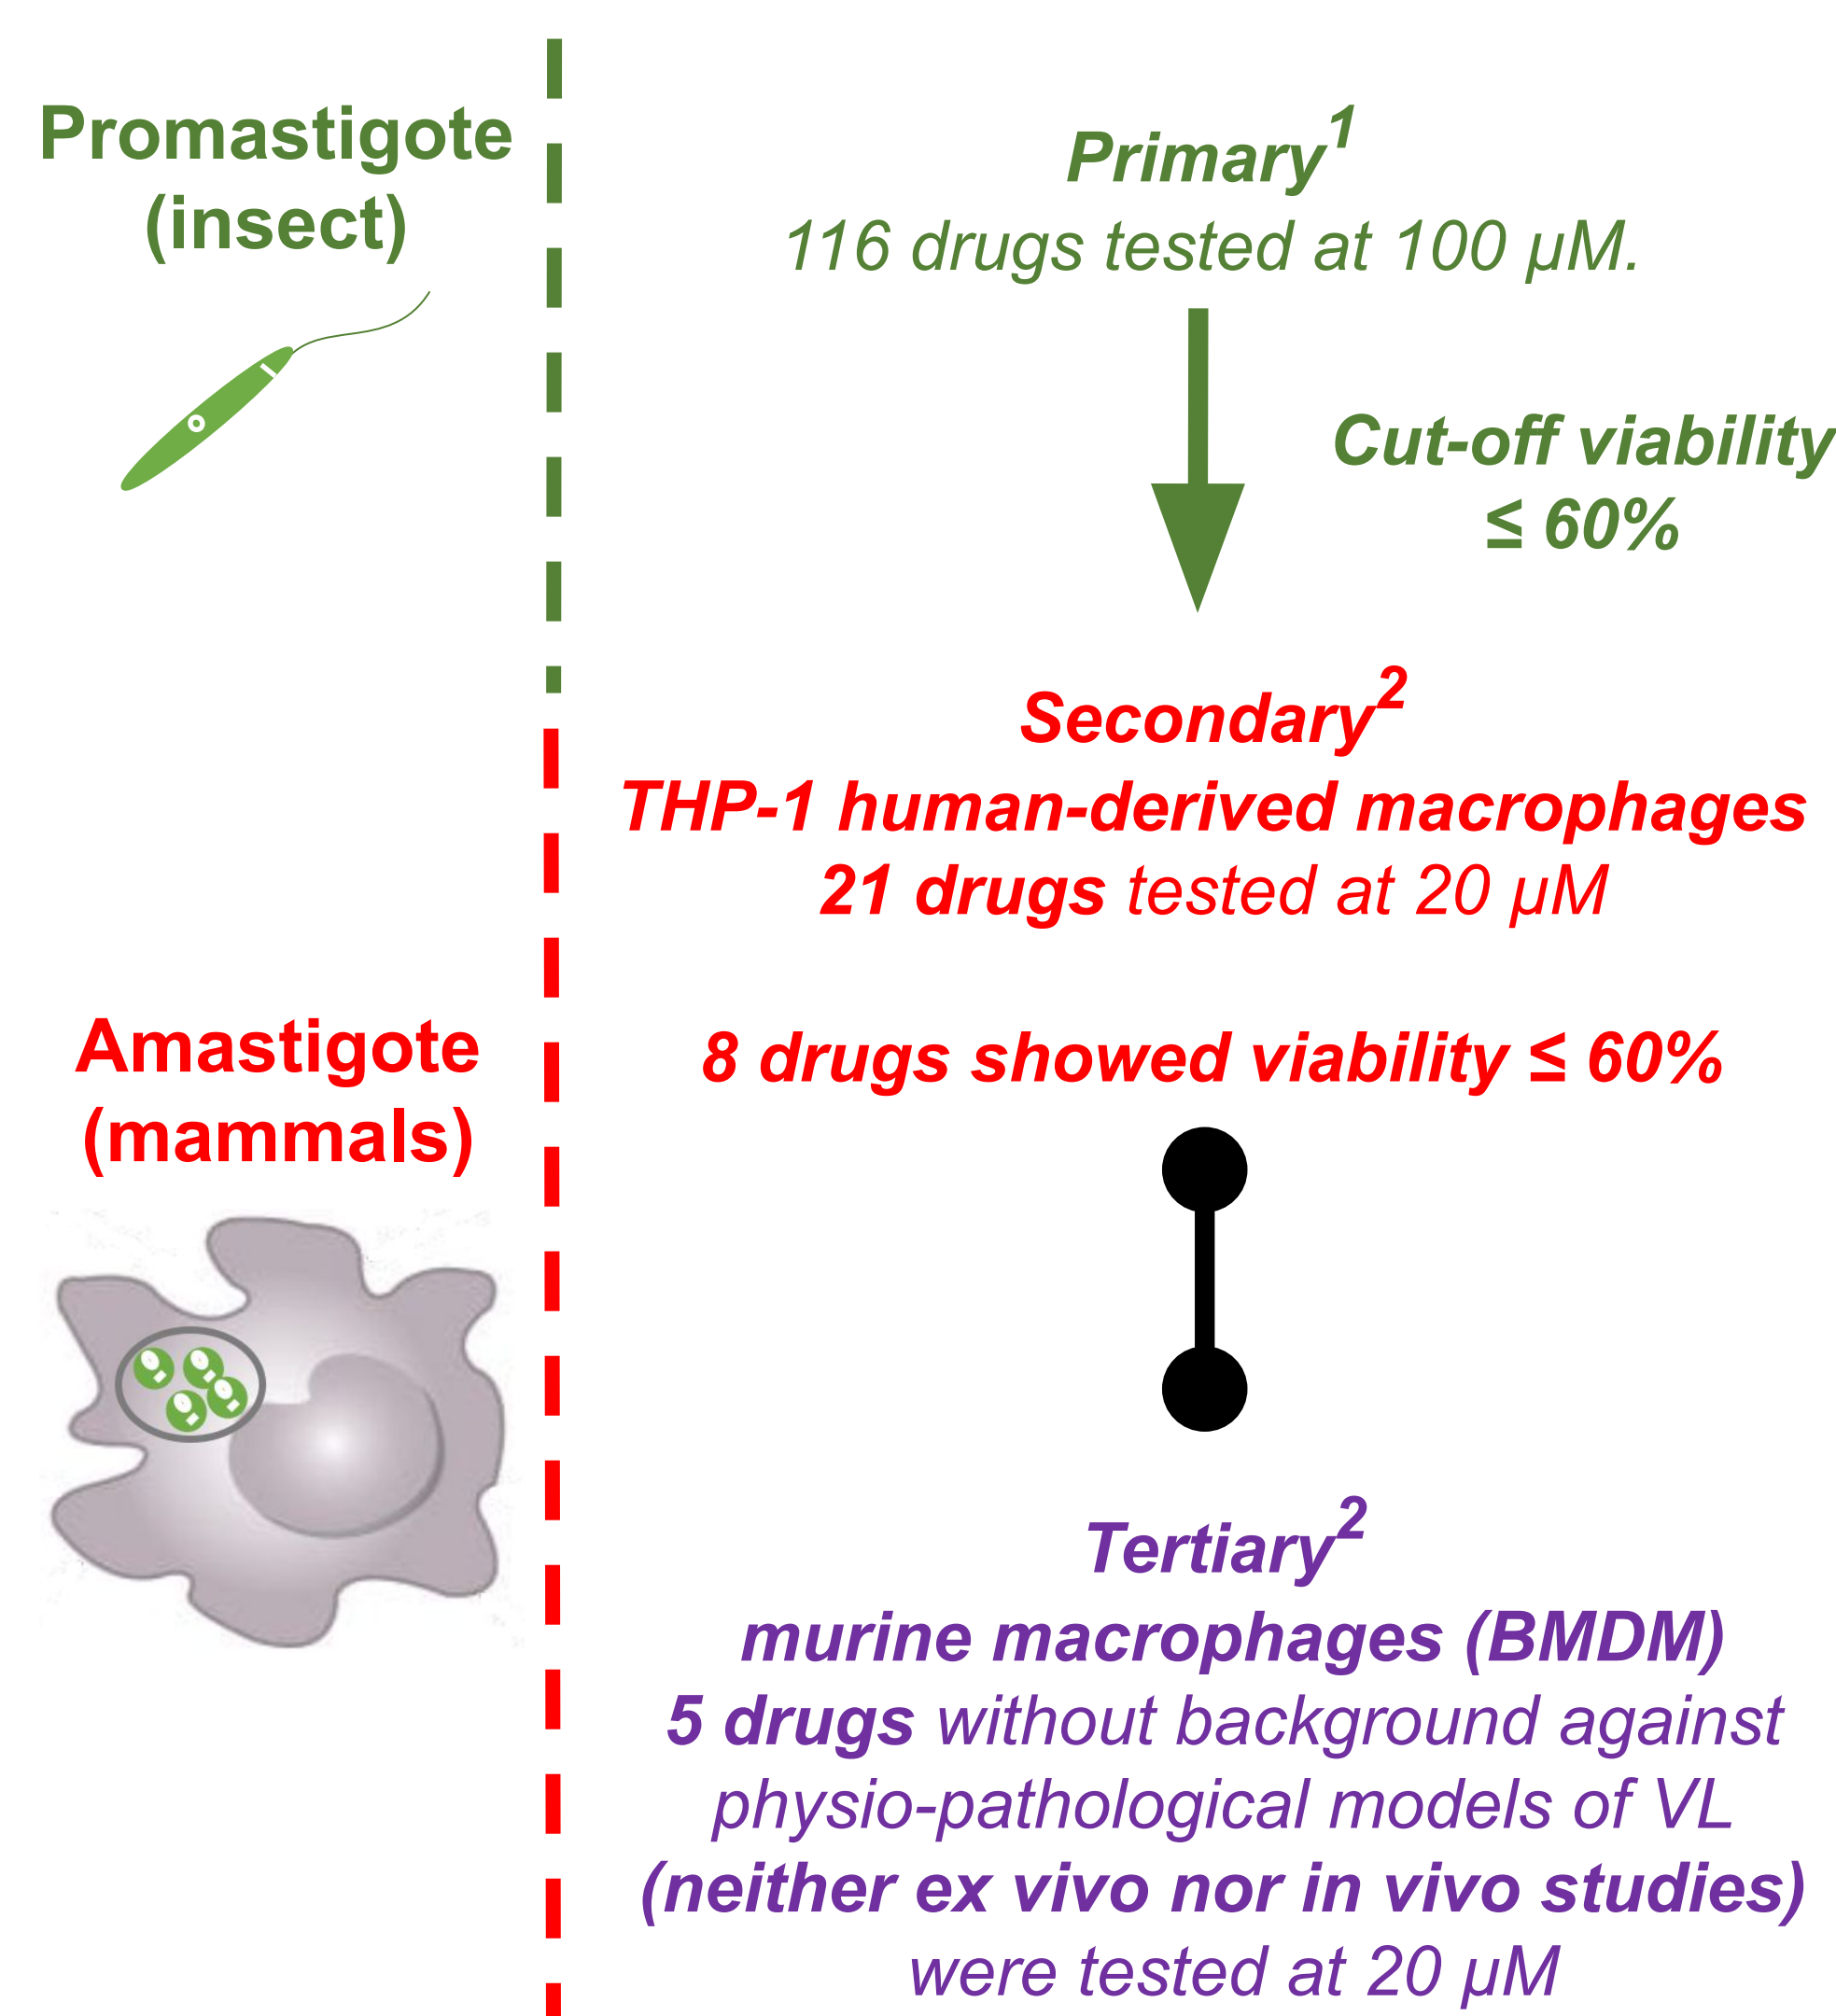 Promastigote
(insect)
Primary1
116 drugs tested at 100 µM.
Cut-off viability
≤ 60%
Secondary2
THP-1 human-derived macrophages
21 drugs tested at 20 µM
Amastigote
(mammals)
8 drugs showed viability ≤ 60%
Tertiary2
murine macrophages (BMDM)
5 drugs without background against
physio-pathological models of VL
(neither ex vivo nor in vivo studies)
were tested at 20 µM